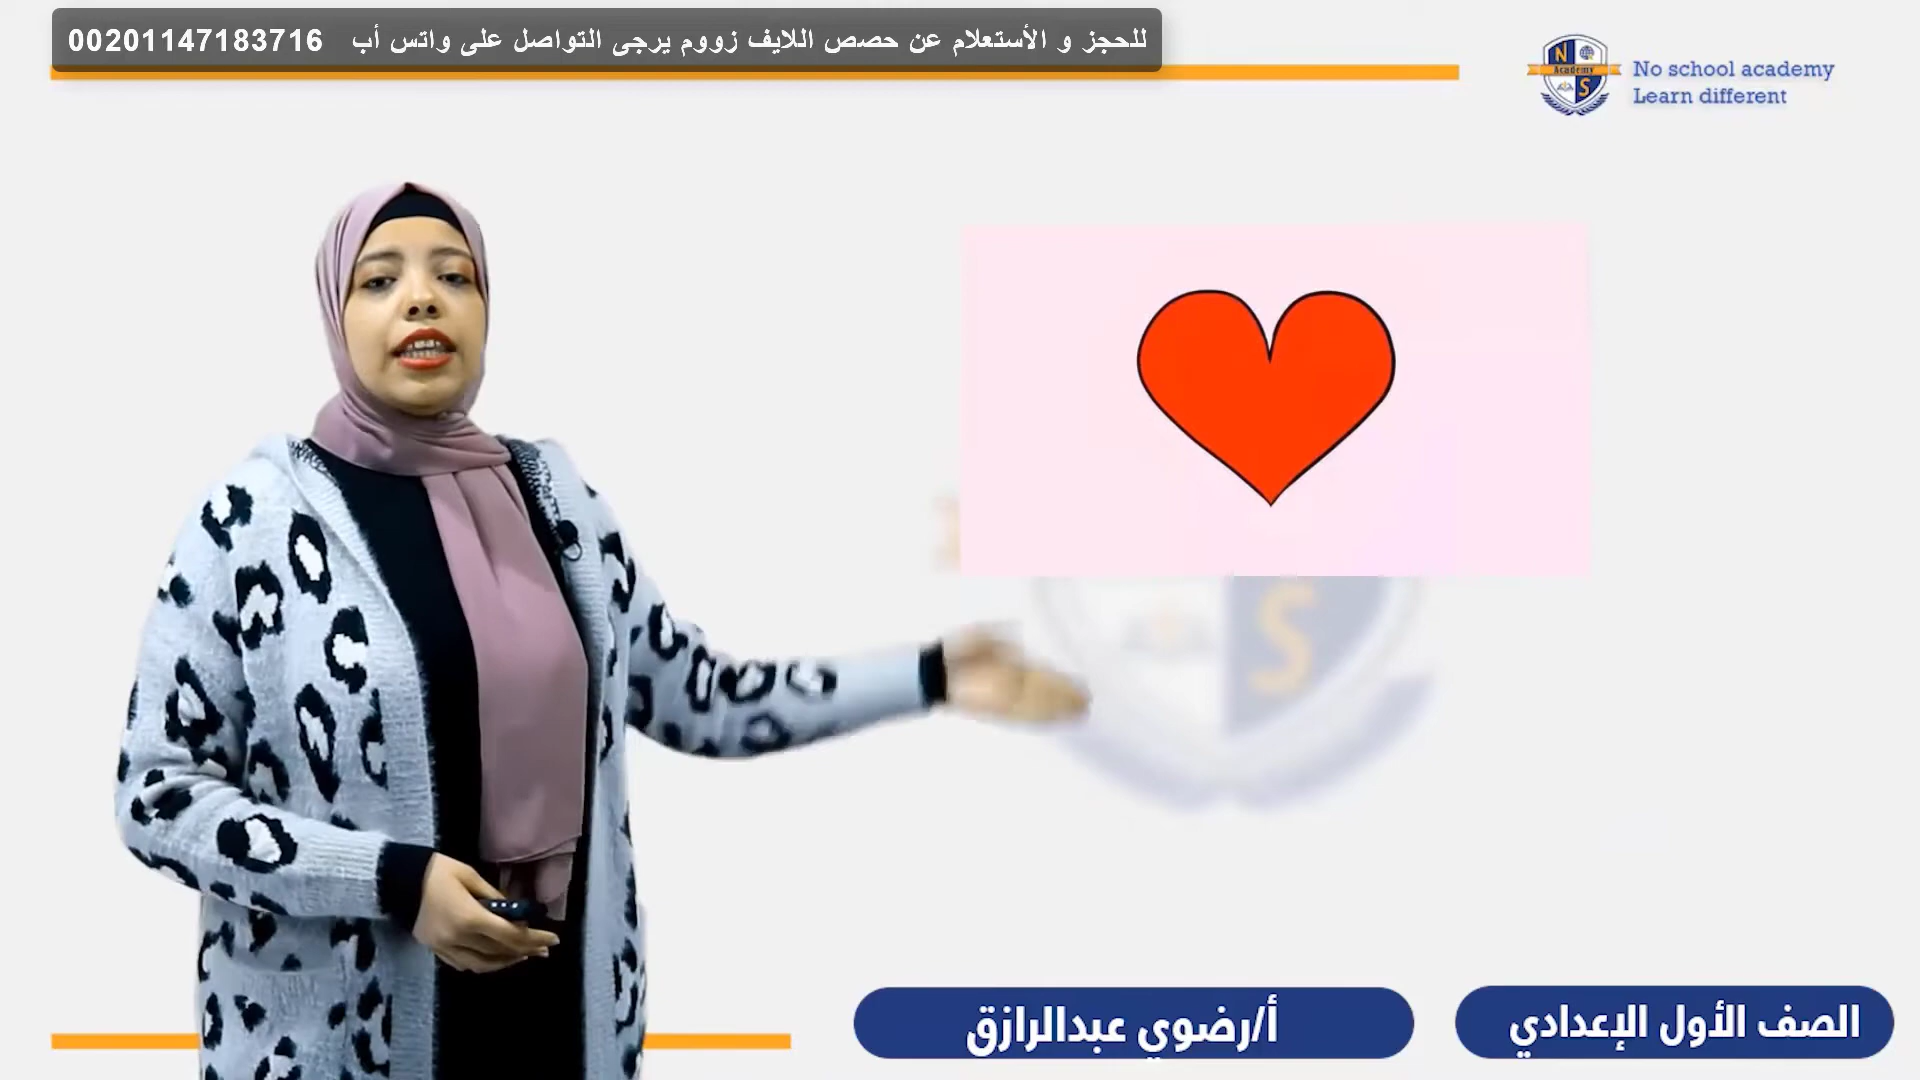 للحجز و الأستعلام عن حصص اللايف زووم يرجى التواصل على واتس أب 00201147183716
N
Academy
S
No school academy
Learn different
S
أ/رضوي عبدالرازق
الصف الأول الإعدادي